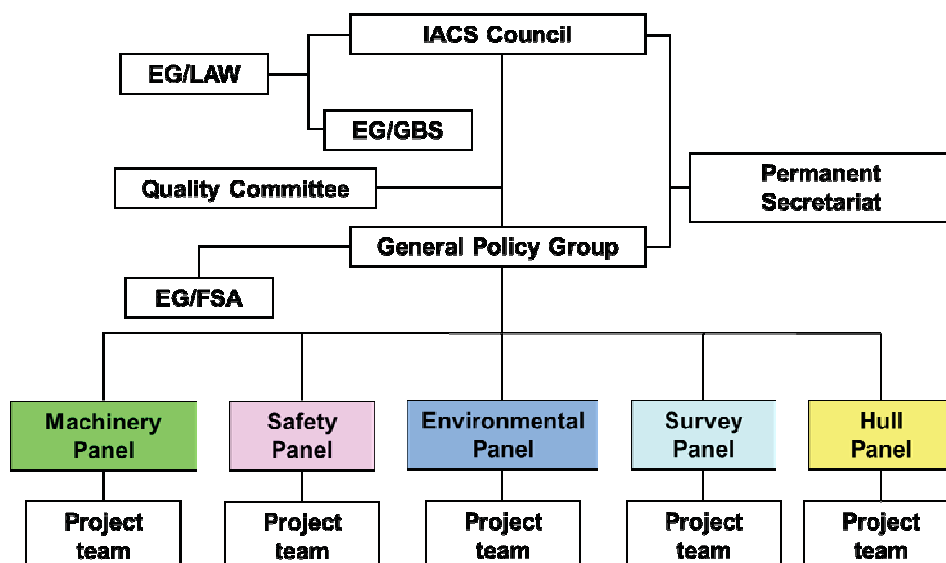 IACS Council
EG/LAW
EG/GBS
Quality Committee
Permanent
Secretariat
General Policy Group
EG/FSA
Machinery
Panel
Safety
Panel
Environmental
Panel
Survey
Panel
Hull
Panel
Project
team
Project
team
Project
team
Project
team
Project
team